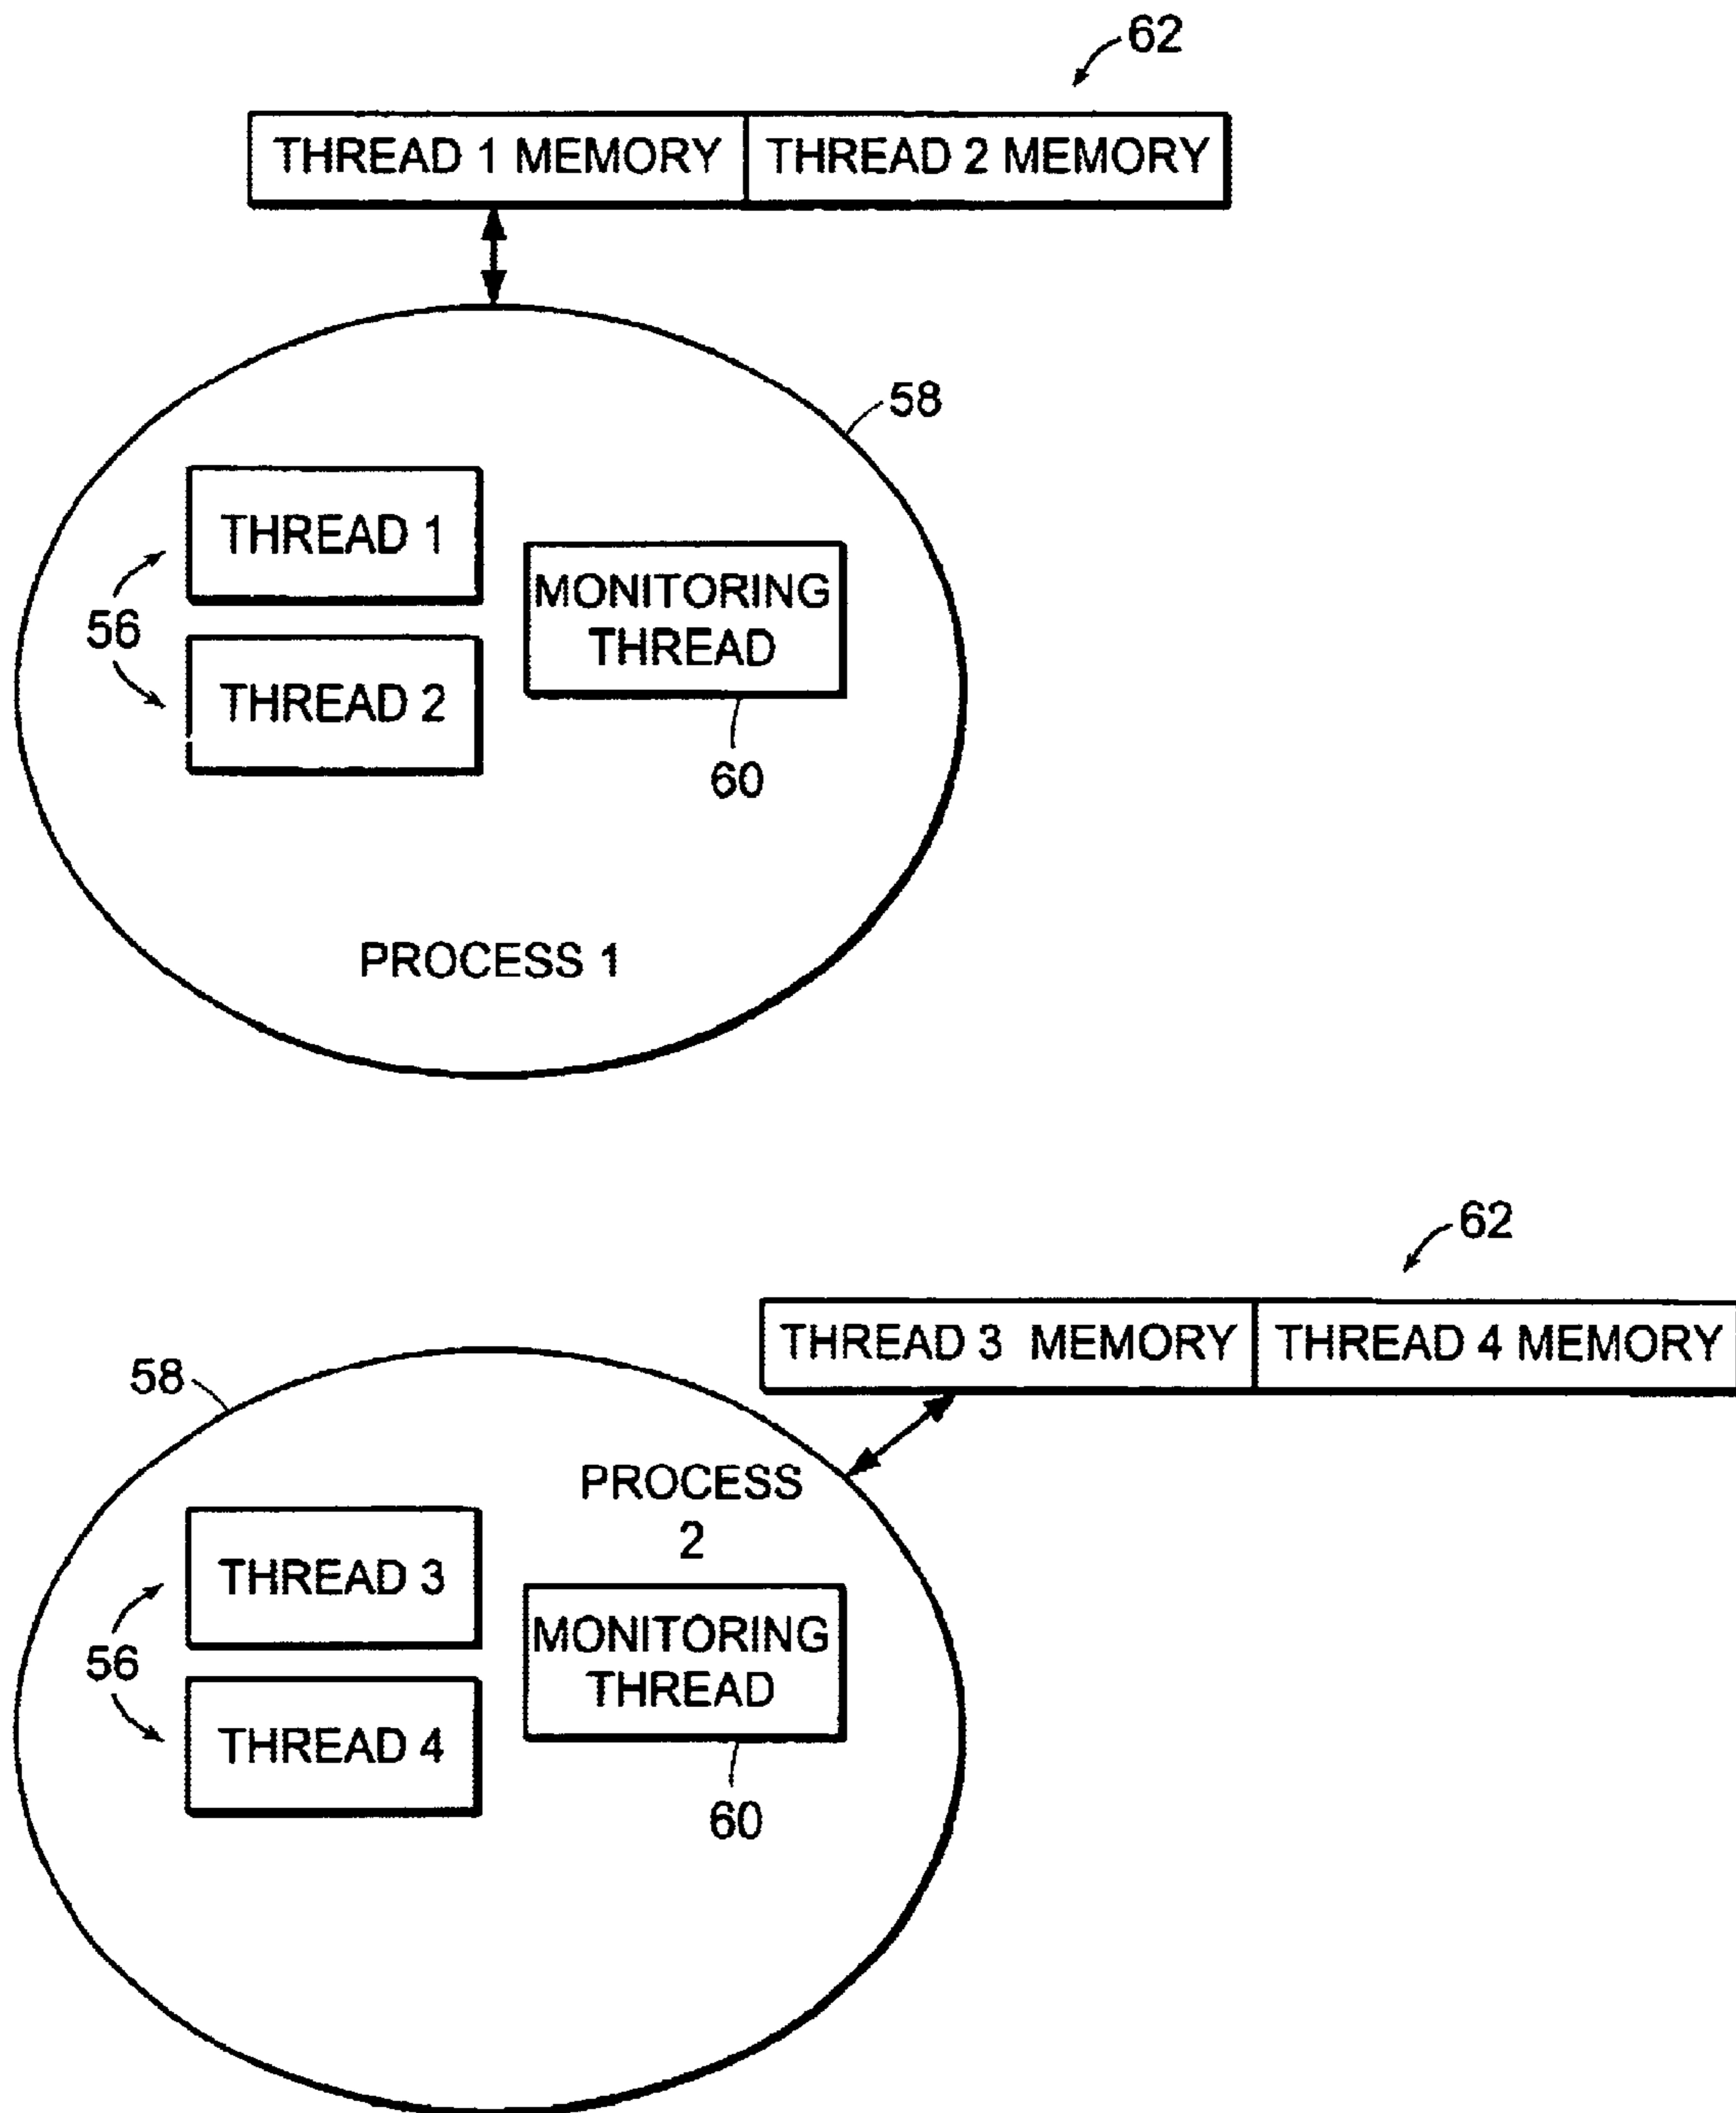 62
THREAD 1 MEMORY THREAD 2 MEMORY
58
THREAD 1
MONITORING
THREAD
56
THREAD 2
60
PROCESS 1
62
THREAD 3 MEMORY THREAD 4 MEMORY
58
PROCESS
2
THREAD 3
MONITORING
THREAD
56
THREAD 4
60